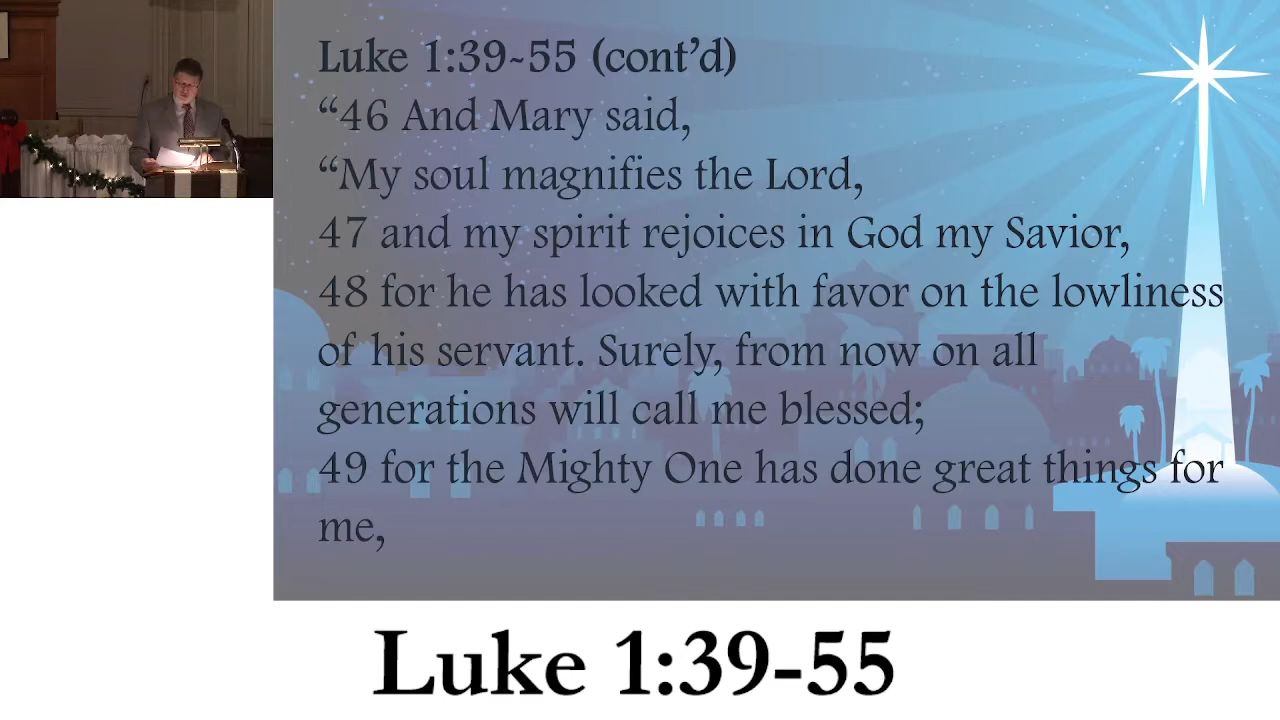 Luke 1:39-55 (cont’d)
“46 And Mary said,
“My soul magnifies the Lord,
47 and my spirit rejoices in God my Savior,
48 for he has looked with favor on the lowliness
of his servant. Surely, from now on all
generations will call me blessed;
49 for the Mighty One has done great things for
me,
Luke 1:39-55